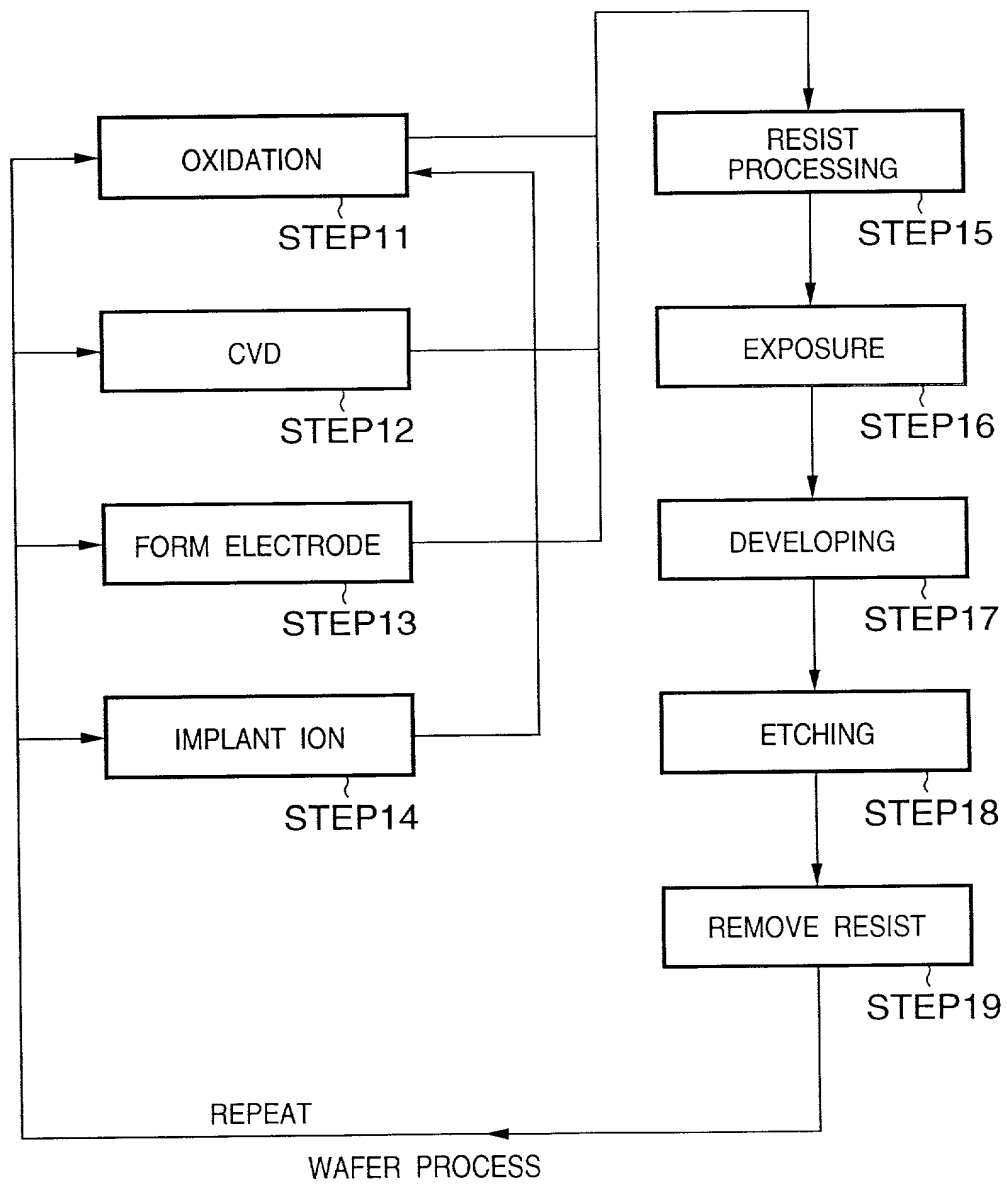 OXIDATION
STEP11
CVD
STEP12
FORM ELECTRODE
STEP13
IMPLANT ION
STEP14
RESIST
PROCESSING
STEP15
EXPOSURE
STEP16
DEVELOPING
STEP17
ETCHING
STEP18
REMOVE RESIST
STEP19
REPEAT
WAFER PROCESS